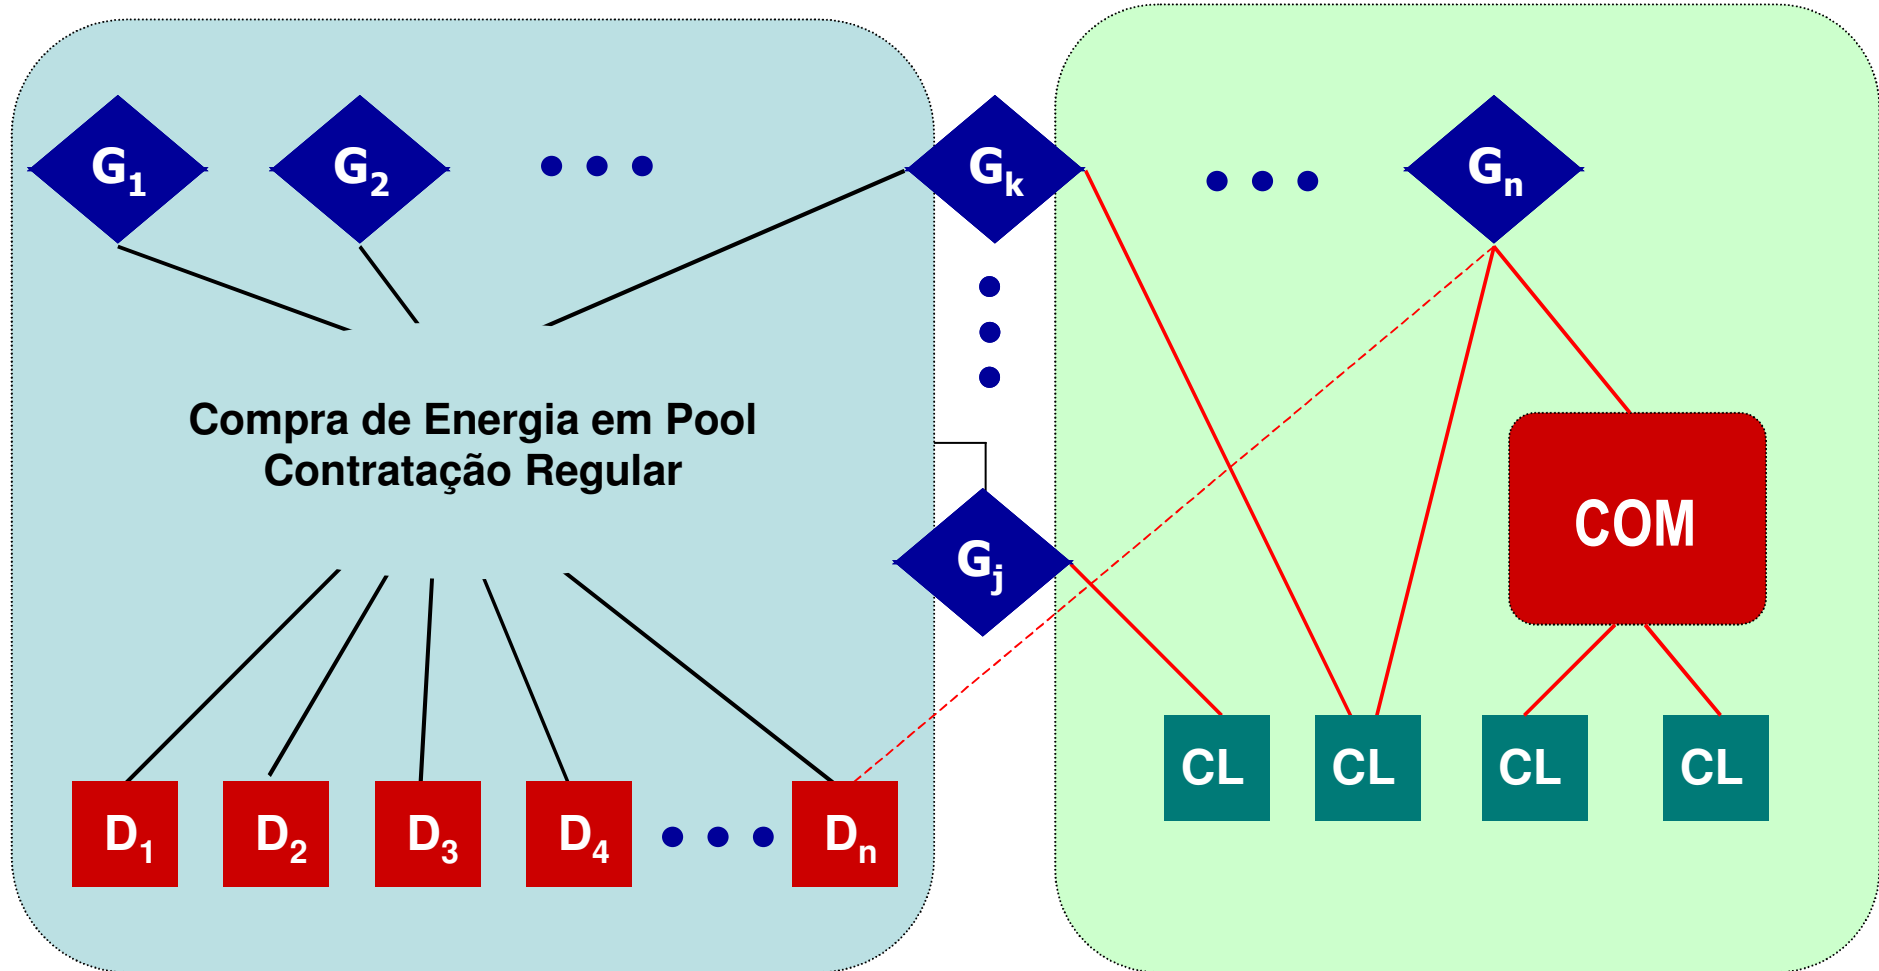 G1
G2
Gk
Gn
Compra de Energia em Pool
Contratação Regular
Gj
COM
CL
CL
CL
CL
D1
D2
D3
D4
Dn